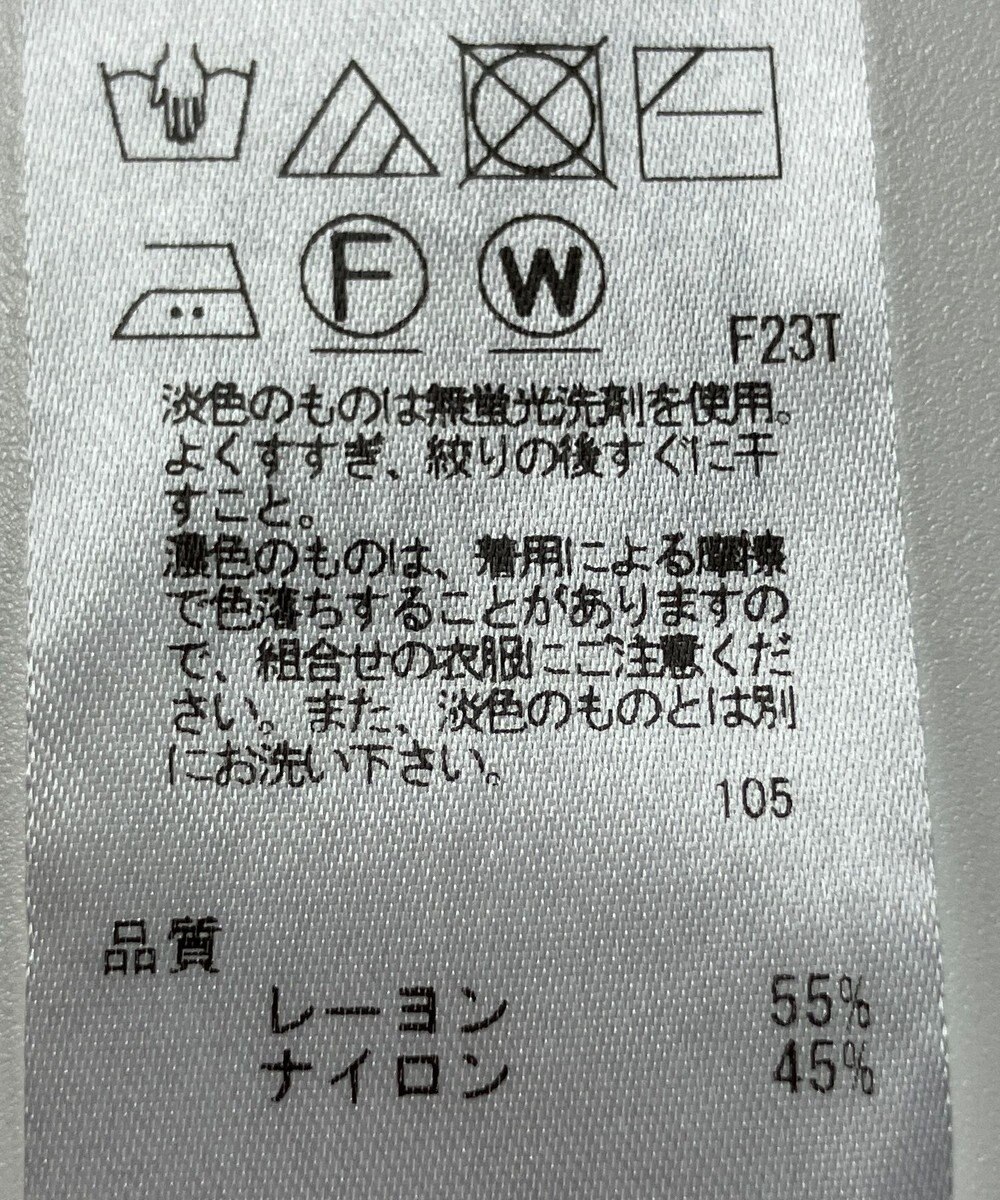 F
W
F23T
淡色のものは無蛍光洗剤を使用。
よくすすぎ、絞りの後すぐに干
すこと。
濃色のものは、着用による摩擦
で色落ちすることがありますの
で、組合せの衣服にご注意くだ
さい。また、淡色のものとは別
にお洗い下さい。
105
品質
レーヨン 55%
ナイロン 45%